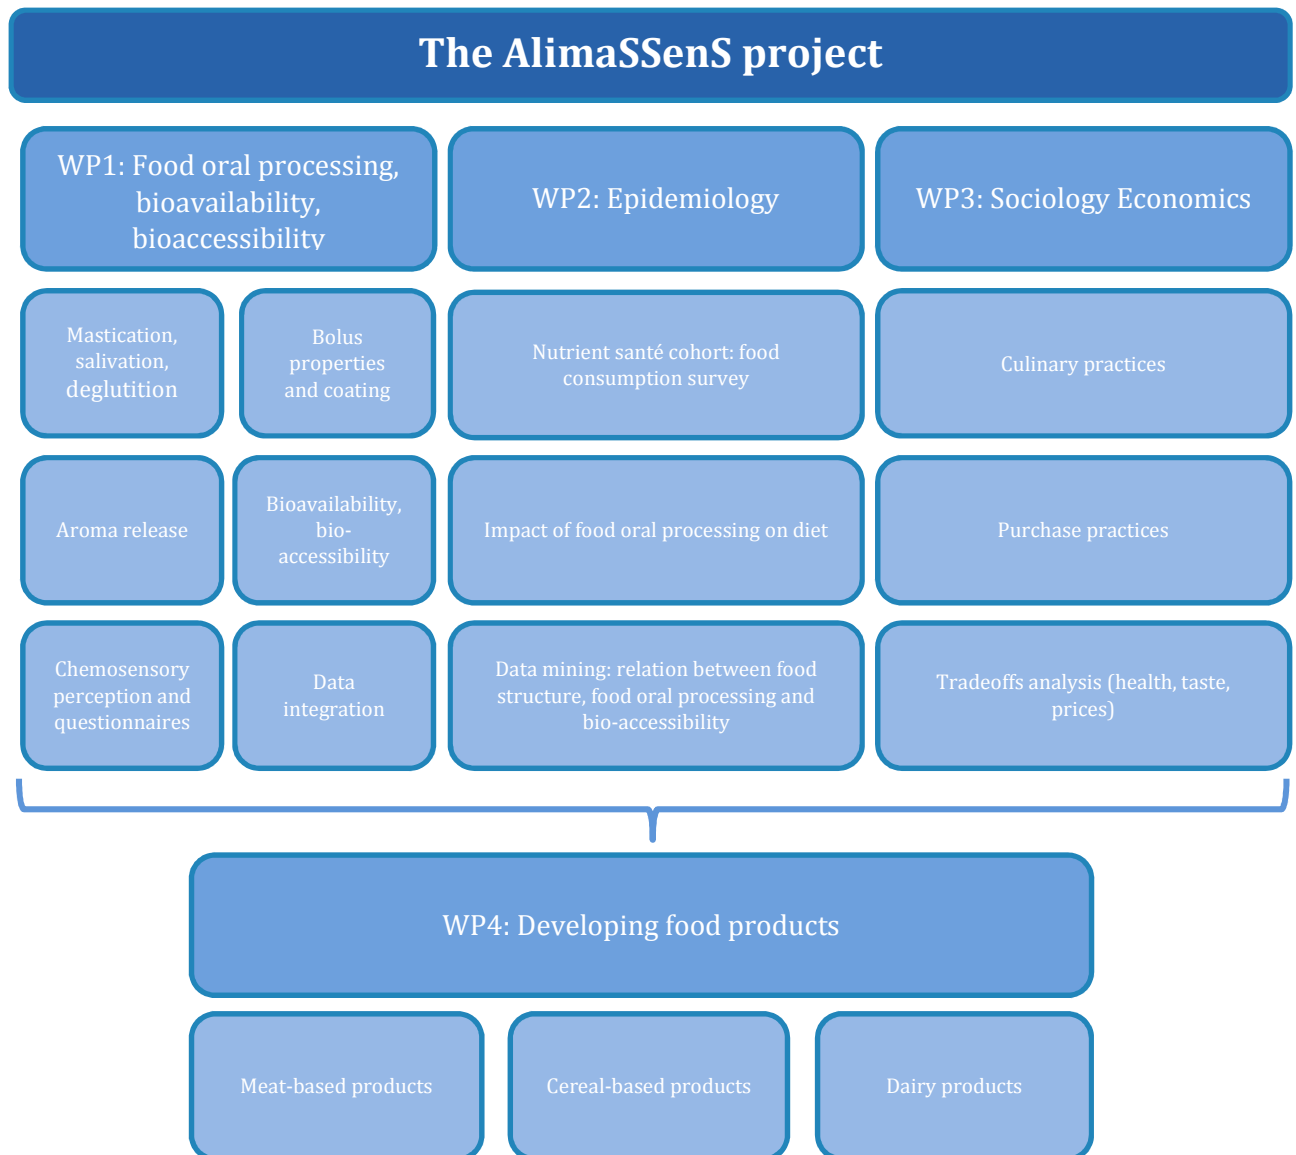 The AlimaSSenS project
WP1: Food oral processing,
bioavailability,
bioaccessibility
WP2: Epidemiology
WP3: Sociology Economics
Mastication,
salivation,
deglutition
Bolus
properties
and coating
Nutrient santé cohort: food
consumption survey
Culinary practices
Aroma release
Bioavailability,
bio-
accessibility
Impact of food oral processing on diet
Purchase practices
Chemosensory
perception and
questionnaires
Data
integration
Data mining: relation between food
structure, food oral processing and
bio-accessibility
Tradeoffs analysis (health, taste,
prices)
WP4: Developing food products
Meat-based products
Cereal-based products
Dairy products